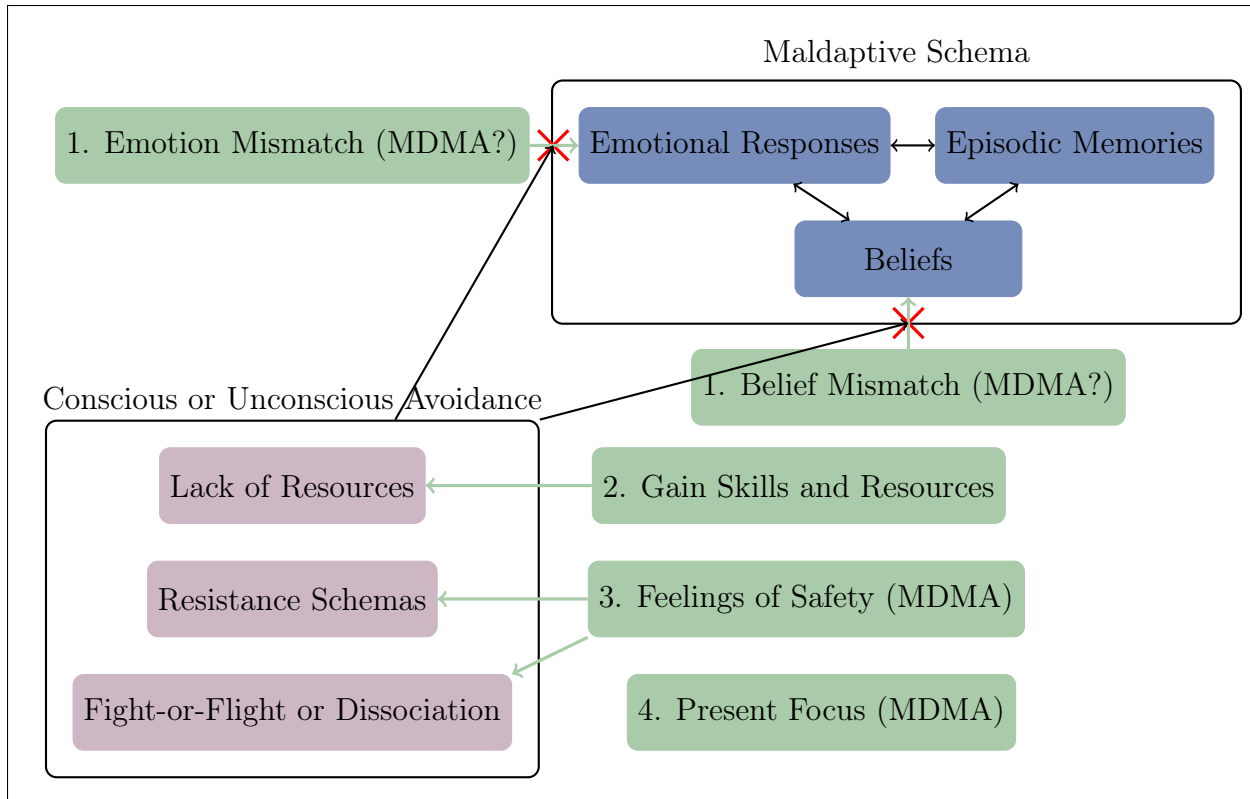 Maldaptive Schema
1. Emotion Mismatch (MDMA?)
Emotional Responses
Episodic Memories
Beliefs
1. Belief Mismatch (MDMA?)
Conscious or Unconscious Avoidance
Lack of Resources
2. Gain Skills and Resources
Resistance Schemas
3. Feelings of Safety (MDMA)
Fight-or-Flight or Dissociation
4. Present Focus (MDMA)